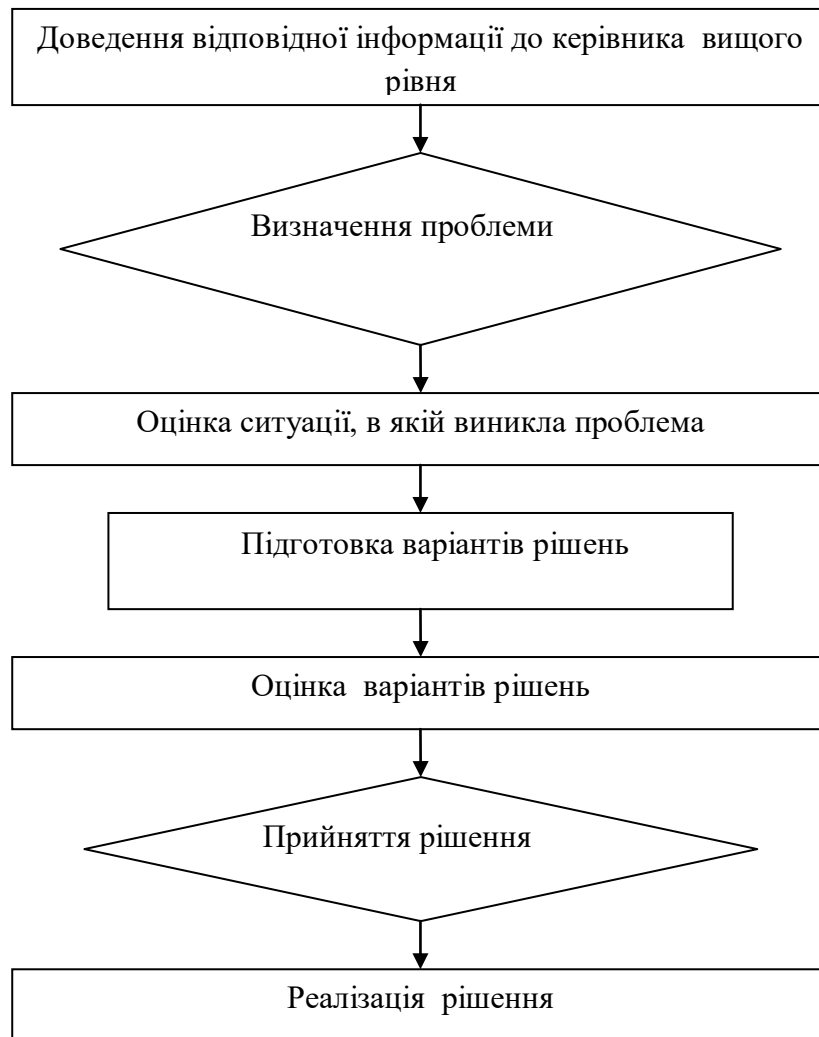 Доведення відповідної інформації до керівника вищого
рівня
Визначення проблеми
Оцінка ситуації, в якій виникла проблема
Підготовка варіантів рішень
Оцінка варіантів рішень
Прийняття рішення
Реалізація рішення